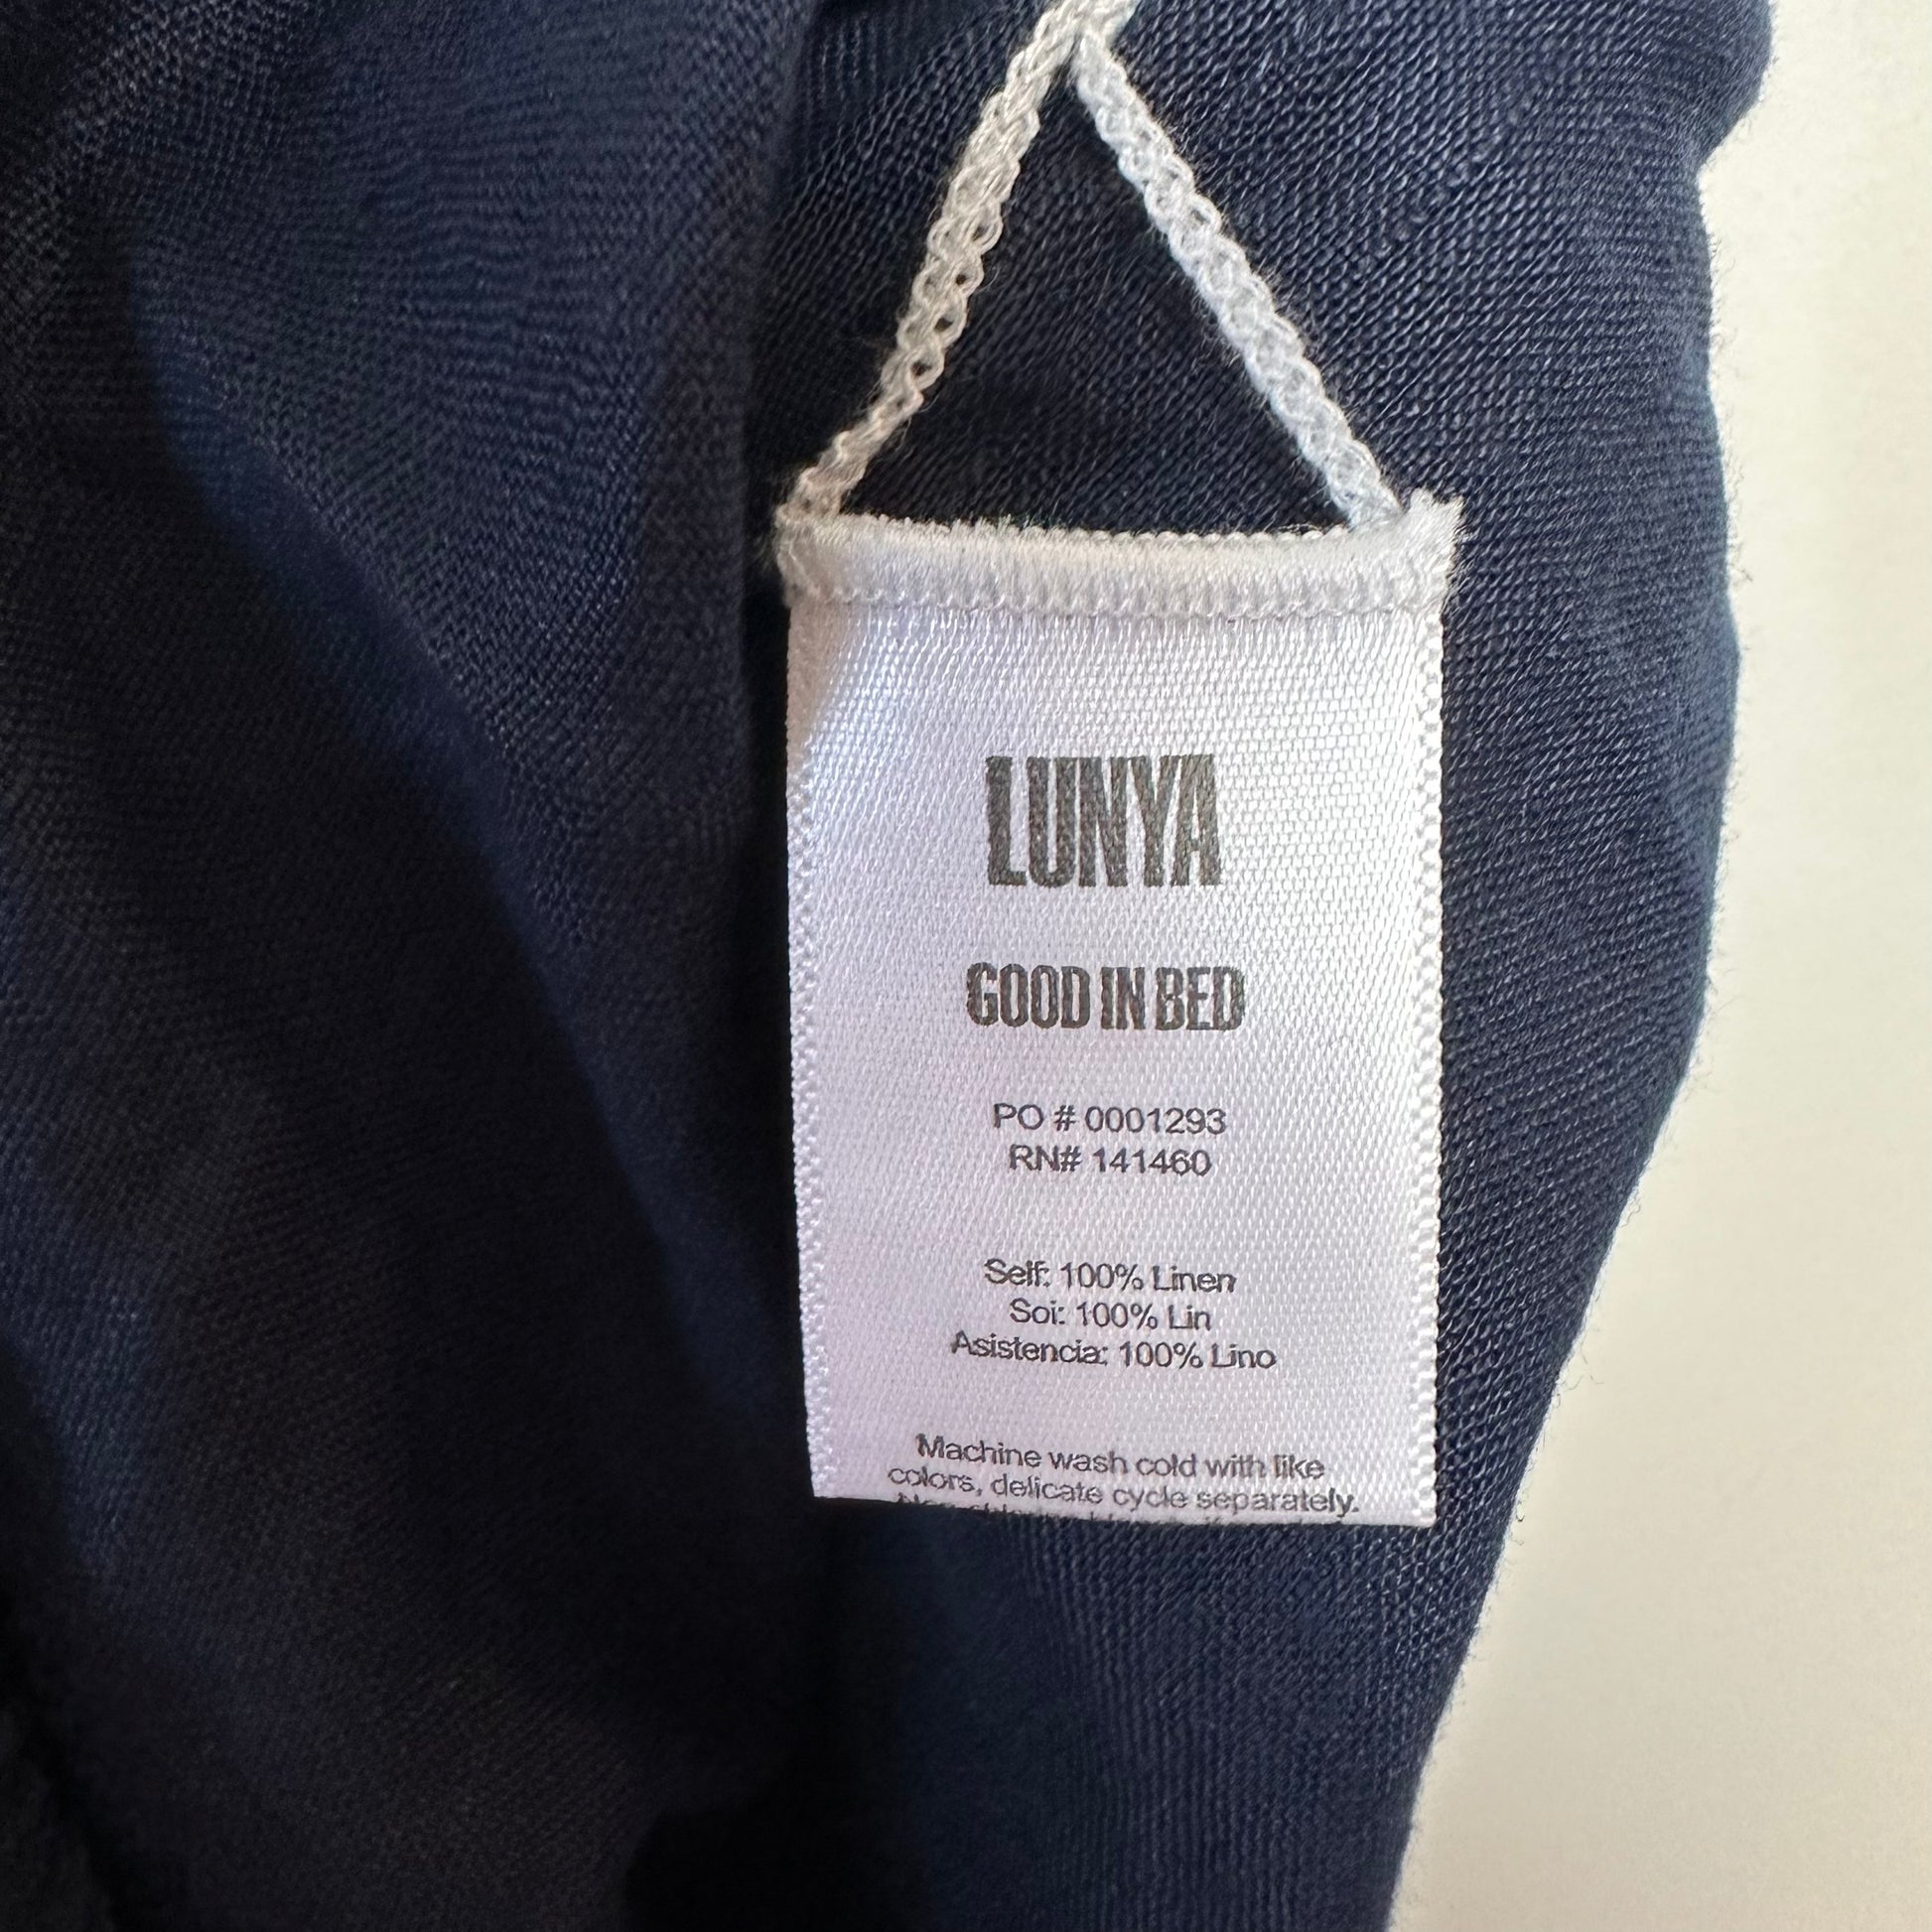 LUNYA
GOOD IN BED
PO # 0001293
RN# 141460
Self: 100% Linen
Soi: 100% Lin
Asistencia: 100% Lino
Machine wash cold with like
colors, delicate cycle separately.